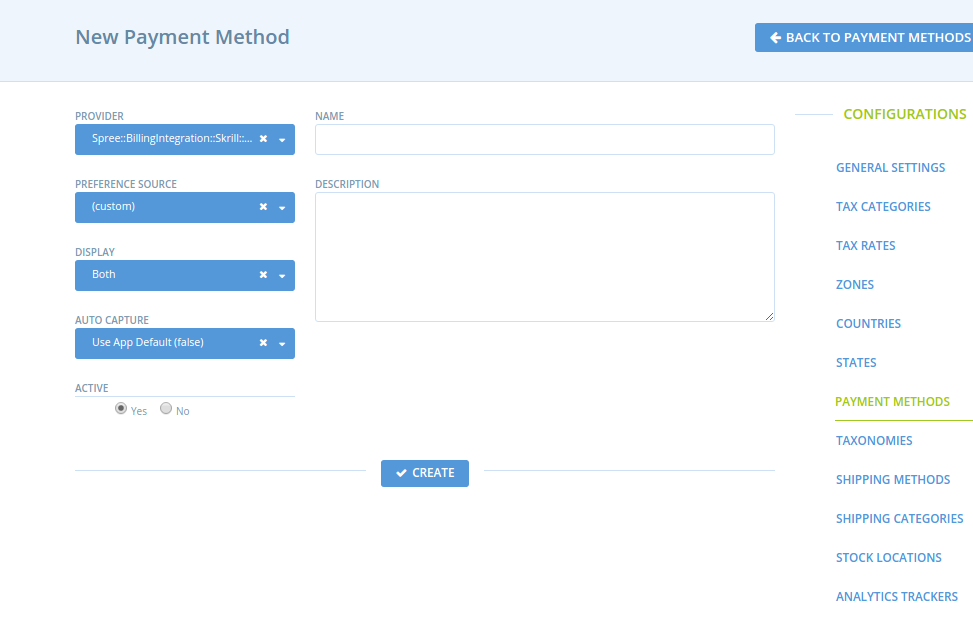 New Payment Method
BACK TO PAYMENT METHODS
PROVIDER
Spree::BillingIntegration::Skrill::...
PREFERENCE SOURCE
(custom)
DISPLAY
Both
AUTO CAPTURE
Use App Default (false)
ACTIVE
Yes No
NAME
DESCRIPTION
CREATE
CONFIGURATIONS
GENERAL SETTINGS
TAX CATEGORIES
TAX RATES
ZONES
COUNTRIES
STATES
PAYMENT METHODS
TAXONOMIES
SHIPPING METHODS
SHIPPING CATEGORIES
STOCK LOCATIONS
ANALYTICS TRACKERS